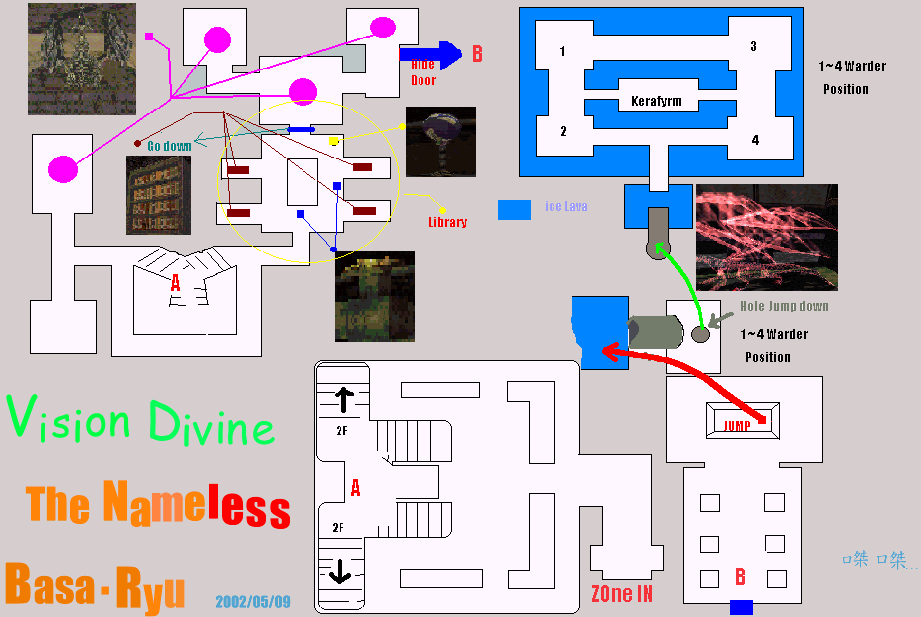 B
Hide
Door
Go down
Library
A
1
3
Kerafyrm
2
4
1~4 Warder
Position
ice Lava
Hole Jump down
1~4 Warder
Position
JUMP
B
2F
A
2F
ZOne IN
Vision Divine
The Nameless
Basa·Ryu
2002/05/09
口桀 口桀...